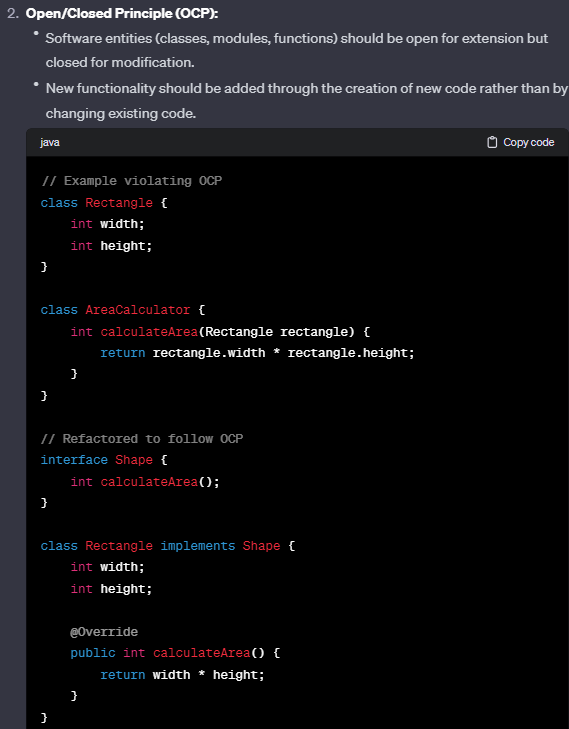 2. Open/Closed Principle (OCP):
• Software entities (classes, modules, functions) should be open for extension but
closed for modification.
• New functionality should be added through the creation of new code rather than by
changing existing code.
java Copy code
// Example violating OCP
class Rectangle {
    int width;
    int height;
}

class AreaCalculator {
    int calculateArea(Rectangle rectangle) {
        return rectangle.width * rectangle.height;
    }
}

// Refactored to follow OCP
interface Shape {
    int calculateArea();
}

class Rectangle implements Shape {
    int width;
    int height;

    @Override
    public int calculateArea() {
        return width * height;
    }
}